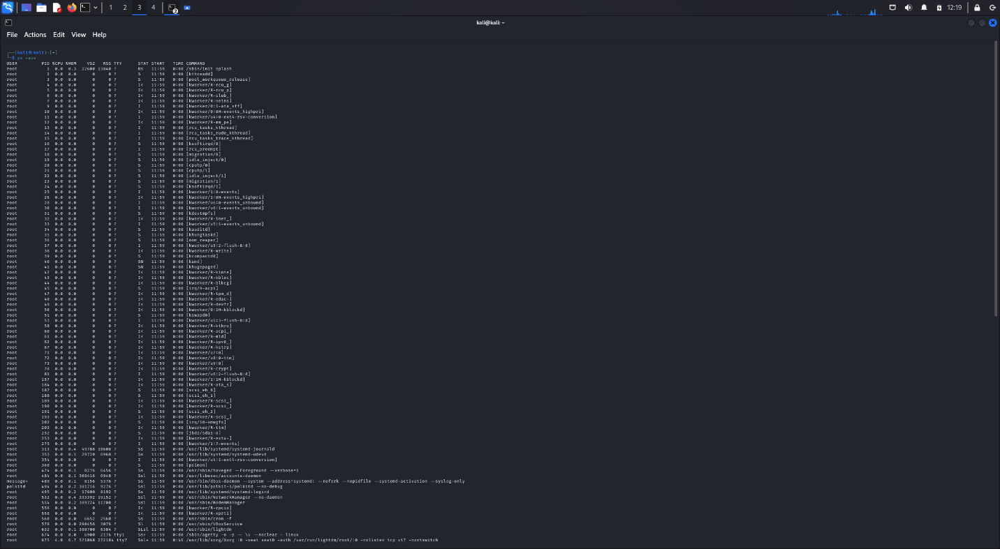 1 2 3 4 2 12:19
kali@kali: ~
File Actions Edit View Help
(kali㉿kali)-[~]
$ ps -aux
USER PID %CPU %MEM VSZ RSS TTY STAT START TIME COMMAND
root 1 0.0 0.3 22600 13840 ? Rs 11:59 0:00 /sbin/init splash
root 2 0.0 0.0 0 0 ? S 11:59 0:00 [kthreadd]
root 3 0.0 0.0 0 0 ? S 11:59 0:00 [pool_workqueue_release]
root 4 0.0 0.0 0 0 ? I< 11:59 0:00 [kworker/R-rcu_g]
root 5 0.0 0.0 0 0 ? I< 11:59 0:00 [kworker/R-rcu_p]
root 6 0.0 0.0 0 0 ? I< 11:59 0:00 [kworker/R-slub_]
root 7 0.0 0.0 0 0 ? I< 11:59 0:00 [kworker/R-netns]
root 9 0.0 0.0 0 0 ? I 11:59 0:00 [kworker/0:1-ata_sff]
root 10 0.0 0.0 0 0 ? I< 11:59 0:00 [kworker/0:0H-events_highpri]
root 11 0.0 0.0 0 0 ? I 11:59 0:00 [kworker/u4:0-ext4-rsv-conversion]
root 12 0.0 0.0 0 0 ? I< 11:59 0:00 [kworker/R-mm_pe]
root 13 0.0 0.0 0 0 ? I 11:59 0:00 [rcu_tasks_kthread]
root 14 0.0 0.0 0 0 ? I 11:59 0:00 [rcu_tasks_rude_kthread]
root 15 0.0 0.0 0 0 ? I 11:59 0:00 [rcu_tasks_trace_kthread]
root 16 0.0 0.0 0 0 ? S 11:59 0:00 [ksoftirqd/0]
root 17 0.0 0.0 0 0 ? I 11:59 0:00 [rcu_preempt]
root 18 0.0 0.0 0 0 ? S 11:59 0:00 [migration/0]
root 19 0.0 0.0 0 0 ? S 11:59 0:00 [idle_inject/0]
root 20 0.0 0.0 0 0 ? S 11:59 0:00 [cpuhp/0]
root 21 0.0 0.0 0 0 ? S 11:59 0:00 [cpuhp/1]
root 22 0.0 0.0 0 0 ? S 11:59 0:00 [idle_inject/1]
root 23 0.0 0.0 0 0 ? S 11:59 0:00 [migration/1]
root 24 0.0 0.0 0 0 ? S 11:59 0:00 [ksoftirqd/1]
root 25 0.0 0.0 0 0 ? I 11:59 0:00 [kworker/1:0-events]
root 26 0.0 0.0 0 0 ? I< 11:59 0:00 [kworker/1:0H-events_highpri]
root 28 0.0 0.0 0 0 ? I 11:59 0:00 [kworker/u6:0-events_unbound]
root 30 0.0 0.0 0 0 ? I 11:59 0:00 [kworker/u6:1-events_unbound]
root 31 0.0 0.0 0 0 ? S 11:59 0:00 [kdevtmpfs]
root 32 0.0 0.0 0 0 ? I< 11:59 0:00 [kworker/R-inet_]
root 33 0.0 0.0 0 0 ? I 11:59 0:00 [kworker/u5:1-events_unbound]
root 34 0.0 0.0 0 0 ? S 11:59 0:00 [kauditd]
root 35 0.0 0.0 0 0 ? S 11:59 0:00 [khungtaskd]
root 36 0.0 0.0 0 0 ? S 11:59 0:00 [oom_reaper]
root 37 0.0 0.0 0 0 ? I 11:59 0:00 [kworker/u5:2-flush-8:0]
root 38 0.0 0.0 0 0 ? I< 11:59 0:00 [kworker/R-write]
root 39 0.0 0.0 0 0 ? S 11:59 0:00 [kcompactd0]
root 40 0.0 0.0 0 0 ? SN 11:59 0:00 [ksmd]
root 41 0.0 0.0 0 0 ? SN 11:59 0:00 [khugepaged]
root 42 0.0 0.0 0 0 ? I< 11:59 0:00 [kworker/R-kinte]
root 43 0.0 0.0 0 0 ? I< 11:59 0:00 [kworker/R-kbloc]
root 44 0.0 0.0 0 0 ? I< 11:59 0:00 [kworker/R-blkcg]
root 45 0.0 0.0 0 0 ? S 11:59 0:00 [irq/9-acpi]
root 47 0.0 0.0 0 0 ? I< 11:59 0:00 [kworker/R-tpm_d]
root 48 0.0 0.0 0 0 ? I< 11:59 0:00 [kworker/R-edac-]
root 49 0.0 0.0 0 0 ? I< 11:59 0:00 [kworker/R-devfr]
root 50 0.0 0.0 0 0 ? I< 11:59 0:00 [kworker/0:1H-kblockd]
root 51 0.0 0.0 0 0 ? S 11:59 0:00 [kswapd0]
root 53 0.0 0.0 0 0 ? I 11:59 0:00 [kworker/u5:3-flush-8:0]
root 58 0.0 0.0 0 0 ? I< 11:59 0:00 [kworker/R-kthro]
root 60 0.0 0.0 0 0 ? I< 11:59 0:00 [kworker/R-acpi_]
root 61 0.0 0.0 0 0 ? I< 11:59 0:00 [kworker/R-mld]
root 62 0.0 0.0 0 0 ? I< 11:59 0:00 [kworker/R-ipv6_]
root 67 0.0 0.0 0 0 ? I< 11:59 0:00 [kworker/R-kstrp]
root 71 0.0 0.0 0 0 ? I< 11:59 0:00 [kworker/u7:0]
root 72 0.0 0.0 0 0 ? I< 11:59 0:00 [kworker/u8:0-ttm]
root 73 0.0 0.0 0 0 ? I< 11:59 0:00 [kworker/u9:0]
root 78 0.0 0.0 0 0 ? I< 11:59 0:00 [kworker/R-crypt]
root 81 0.0 0.0 0 0 ? I 11:59 0:00 [kworker/u6:2-flush-8:0]
root 157 0.0 0.0 0 0 ? I< 11:59 0:00 [kworker/1:1H-kblockd]
root 184 0.0 0.0 0 0 ? I< 11:59 0:00 [kworker/R-ata_s]
root 187 0.0 0.0 0 0 ? S 11:59 0:00 [scsi_eh_0]
root 188 0.0 0.0 0 0 ? S 11:59 0:00 [scsi_eh_1]
root 189 0.0 0.0 0 0 ? I< 11:59 0:00 [kworker/R-scsi_]
root 190 0.0 0.0 0 0 ? I< 11:59 0:00 [kworker/R-scsi_]
root 191 0.0 0.0 0 0 ? S 11:59 0:00 [scsi_eh_2]
root 193 0.0 0.0 0 0 ? I< 11:59 0:00 [kworker/R-scsi_]
root 202 0.0 0.0 0 0 ? S 11:59 0:00 [irq/18-vmwgfx]
root 203 0.0 0.0 0 0 ? I< 11:59 0:00 [kworker/R-ttm]
root 252 0.0 0.0 0 0 ? S 11:59 0:00 [jbd2/sda1-8]
root 253 0.0 0.0 0 0 ? I< 11:59 0:00 [kworker/R-ext4-]
root 275 0.0 0.0 0 0 ? I 11:59 0:00 [kworker/1:7-events]
root 313 0.0 0.4 49788 18608 ? Ss 11:59 0:00 /usr/lib/systemd/systemd-journald
root 353 0.0 0.1 29720 6968 ? Ss 11:59 0:00 /usr/lib/systemd/systemd-udevd
root 354 0.0 0.0 0 0 ? I 11:59 0:00 [kworker/u4:1-ext4-rsv-conversion]
root 360 0.0 0.0 0 0 ? S 11:59 0:00 [psimon]
root 474 0.0 0.1 8276 6456 ? Ss 11:59 0:00 /usr/sbin/haveged --Foreground --verbose=1
root 484 0.0 0.1 308416 6948 ? Ssl 11:59 0:00 /usr/libexec/accounts-daemon
message+ 489 0.0 0.1 8156 5376 ? Ss 11:59 0:00 /usr/bin/dbus-daemon --system --address=systemd: --nofork --nopidfile --systemd-activation --syslog-only
polkitd 494 0.0 0.2 381716 9276 ? Ssl 11:59 0:00 /usr/lib/polkit-1/polkitd --no-debug
root 495 0.0 0.2 17600 8192 ? Ss 11:59 0:00 /usr/lib/systemd/systemd-logind
root 532 0.0 0.4 333392 19152 ? Ssl 11:59 0:00 /usr/sbin/NetworkManager --no-daemon
root 554 0.0 0.2 389724 11700 ? Ssl 11:59 0:00 /usr/sbin/ModemManager
root 556 0.0 0.0 0 0 ? I< 11:59 0:00 [kworker/R-rpcio]
root 558 0.0 0.0 0 0 ? I< 11:59 0:00 [kworker/R-xprti]
root 560 0.0 0.0 6652 2560 ? Ss 11:59 0:00 /usr/sbin/cron -f
root 578 0.0 0.0 290456 3076 ? Sl 11:59 0:00 /usr/sbin/VBoxService
root 632 0.0 0.1 380700 6384 ? SLsl 11:59 0:00 /usr/sbin/lightdm
root 674 0.0 0.0 6900 2176 tty1 Ss+ 11:59 0:00 /sbin/agetty -o -p -- \u --noclear - linux
root 675 4.0 6.7 571068 272184 tty7 Ssl+ 11:59 0:46 /usr/lib/xorg/Xorg :0 -seat seat0 -auth /var/run/lightdm/root/:0 -nolisten tcp vt7 -novtswitch